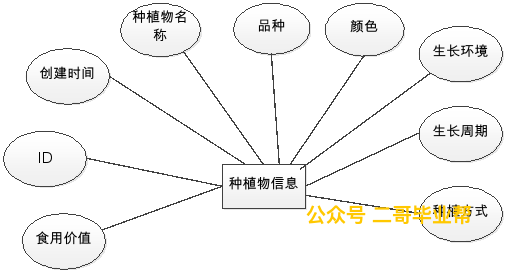 种植物名
称
品种
颜色
生长环境
创建时间
生长周期
ID
种植物信息
种植方式
公众号 二哥毕业帮
食用价值